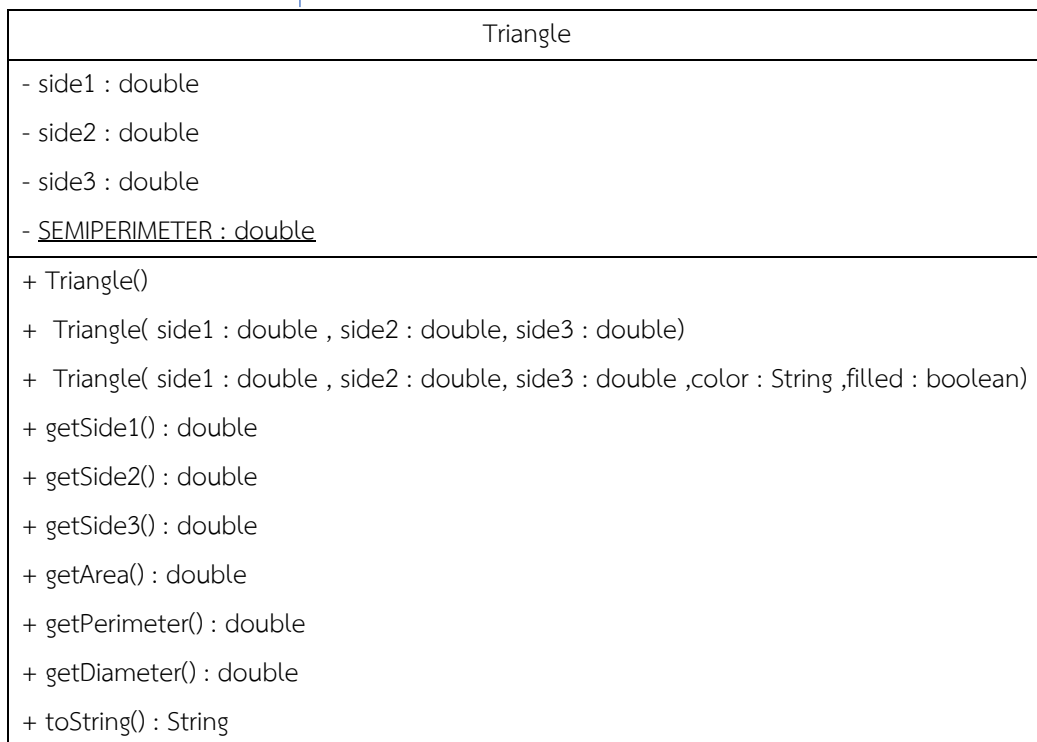 Triangle
- side1 : double
- side2 : double
- side3 : double
- SEMIPERIMETER : double
+ Triangle()
+ Triangle( side1 : double , side2 : double, side3 : double)
+ Triangle( side1 : double , side2 : double, side3 : double ,color : String ,filled : boolean)
+ getSide1() : double
+ getSide2() : double
+ getSide3() : double
+ getArea() : double
+ getPerimeter() : double
+ getDiameter() : double
+ toString() : String